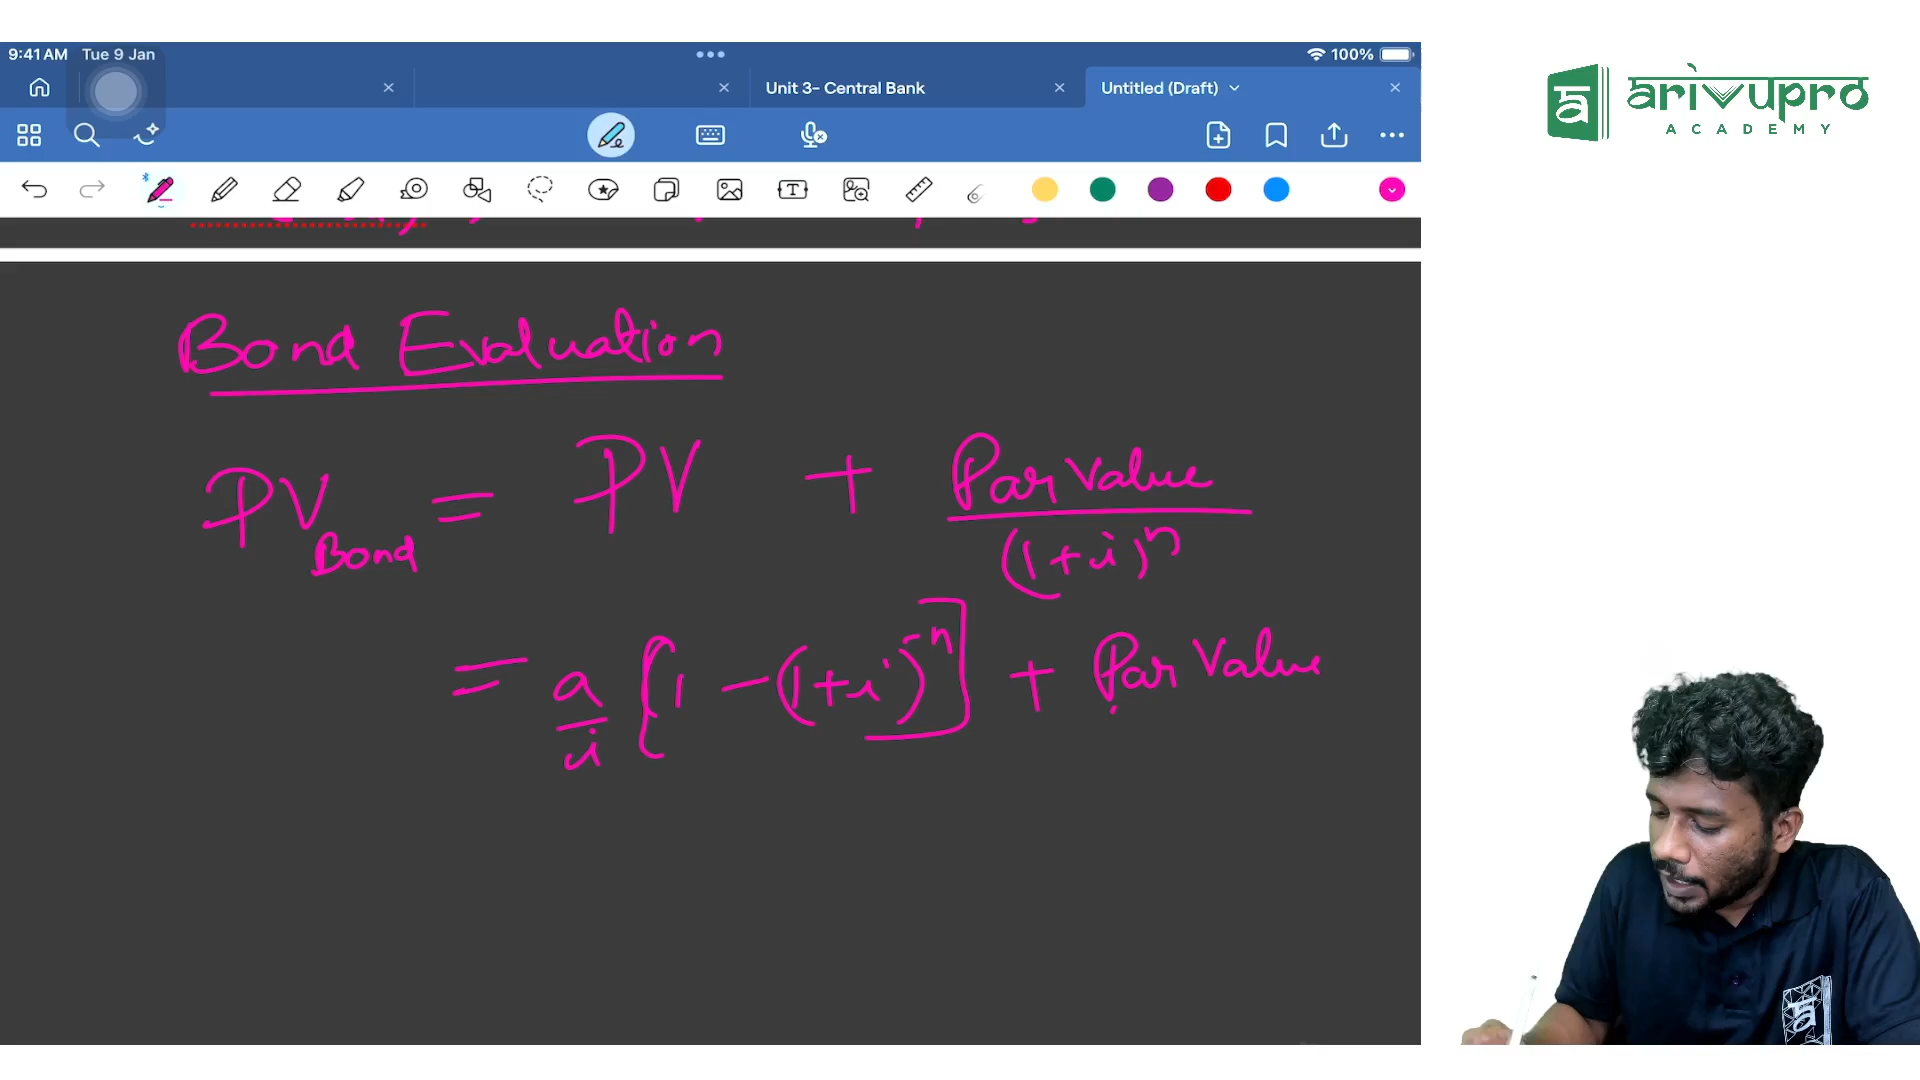 9:41 AM Tue 9 Jan 100%
Unit 3- Central Bank Untitled (Draft)
arivupro
ACADEMY
Bond Evaluation
PV Bond = PV + Par Value / (1+i)^n
= a/i [1 - (1+i)^-n] + Par Value